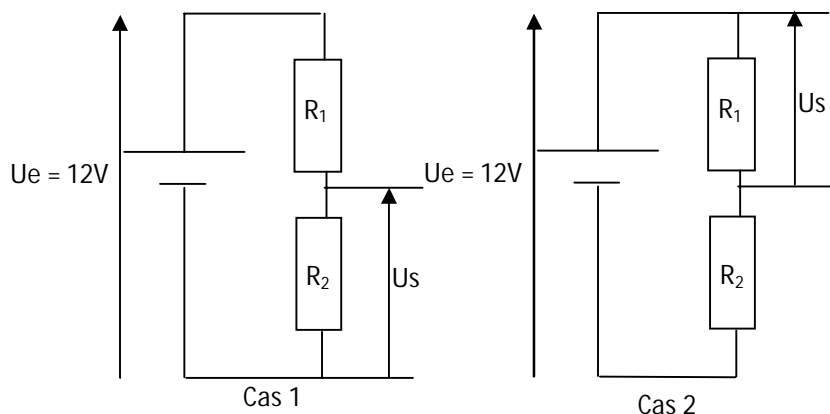 R₁
Ue = 12V
R₂
Us
Cas 1
Us
R₁
Ue = 12V
R₂
Cas 2